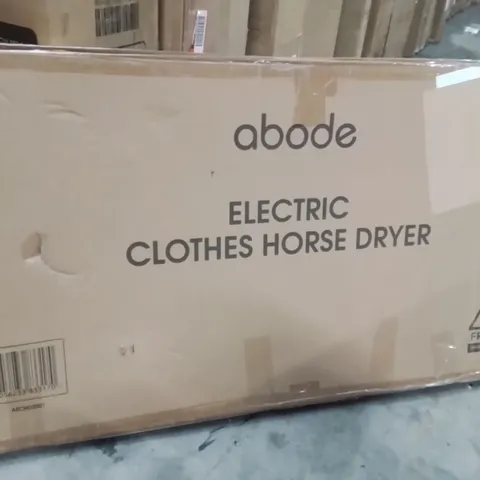 abode
ELECTRIC
CLOTHES HORSE DRYER